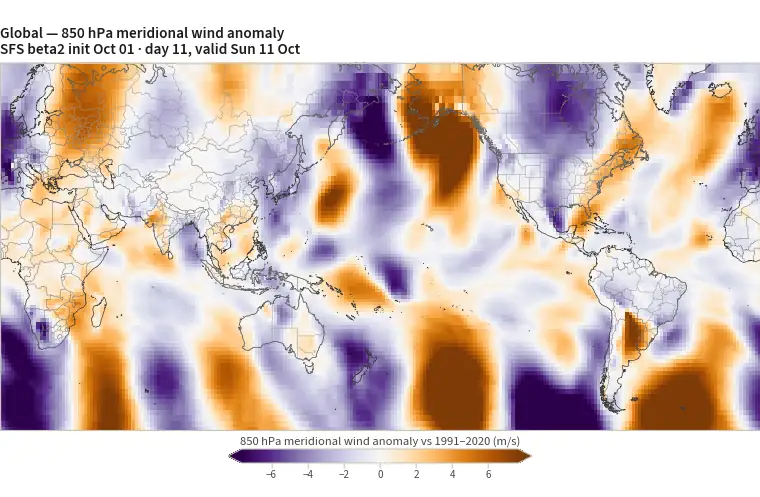 Global — 850 hPa meridional wind anomaly
SFS beta2 init Oct 01 · day 11, valid Sun 11 Oct
850 hPa meridional wind anomaly vs 1991–2020 (m/s)
−6 −4 −2 0 2 4 6